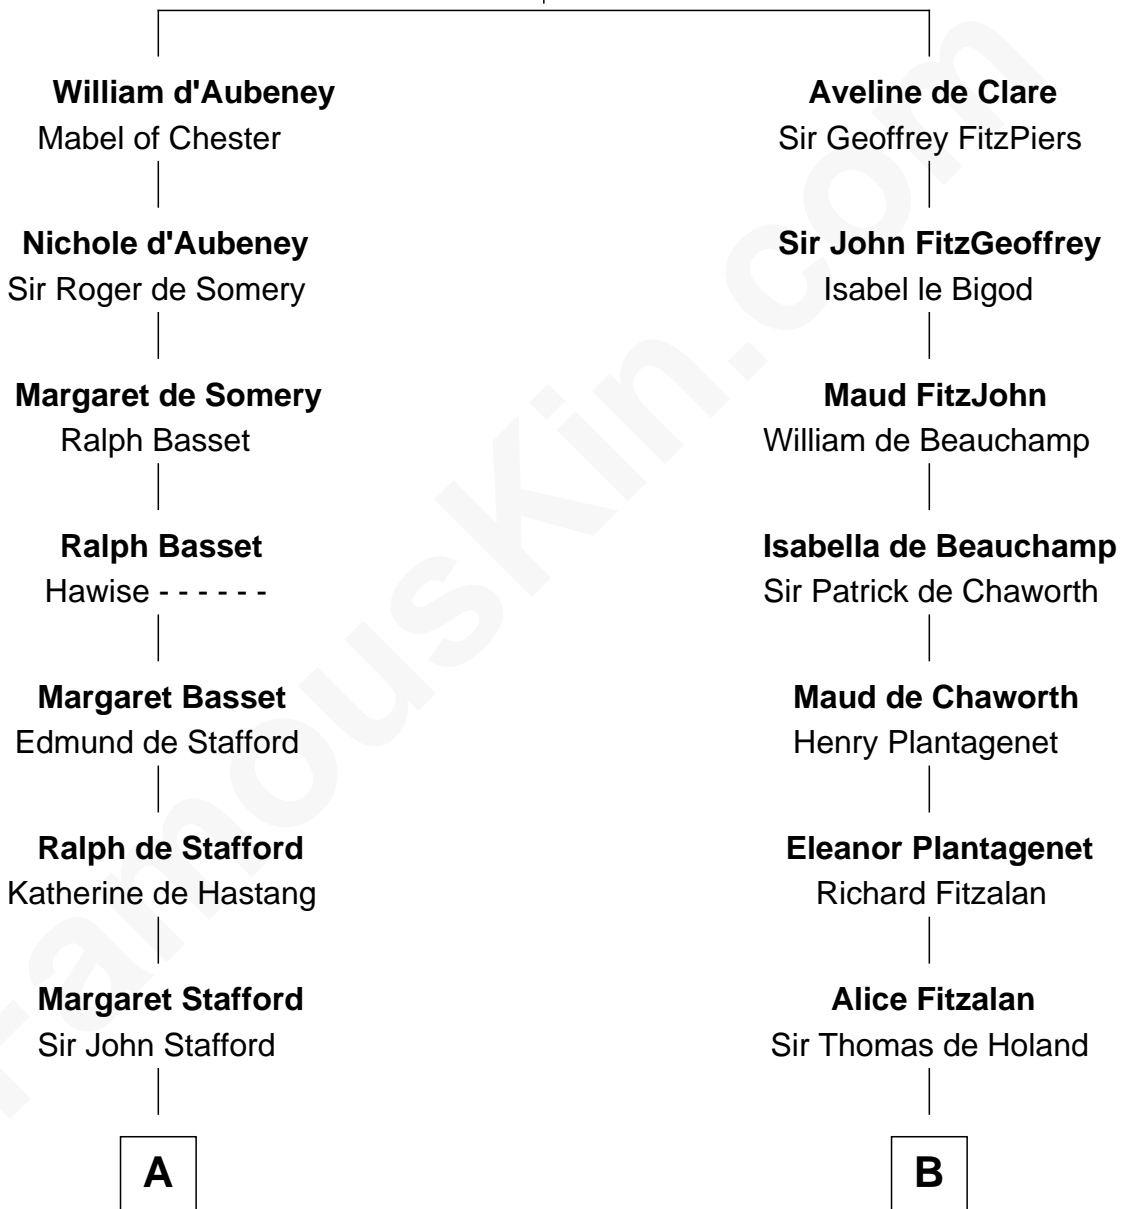 William d'Aubeney
Mabel of Chester
Nichole d'Aubeney
Sir Roger de Somery
Margaret de Somery
Ralph Basset
Ralph Basset
Hawise - - - - - -
Margaret Basset
Edmund de Stafford
Ralph de Stafford
Katherine de Hastang
Margaret Stafford
Sir John Stafford
A
Aveline de Clare
Sir Geoffrey FitzPiers
Sir John FitzGeoffrey
Isabel le Bigod
Maud FitzJohn
William de Beauchamp
Isabella de Beauchamp
Sir Patrick de Chaworth
Maud de Chaworth
Henry Plantagenet
Eleanor Plantagenet
Richard Fitzalan
Alice Fitzalan
Sir Thomas de Holand
B
FamousKin.com